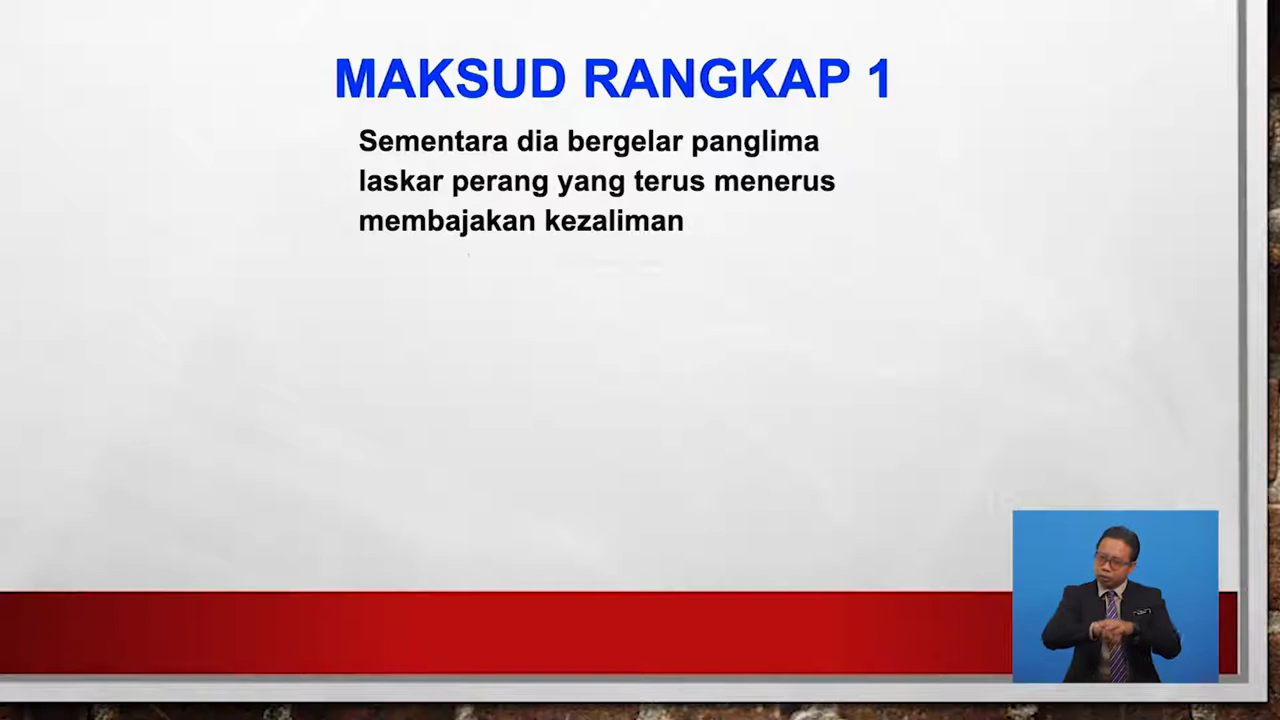 MAKSUD RANGKAP 1
Sementara dia bergelar panglima
laskar perang yang terus menerus
membajakan kezaliman